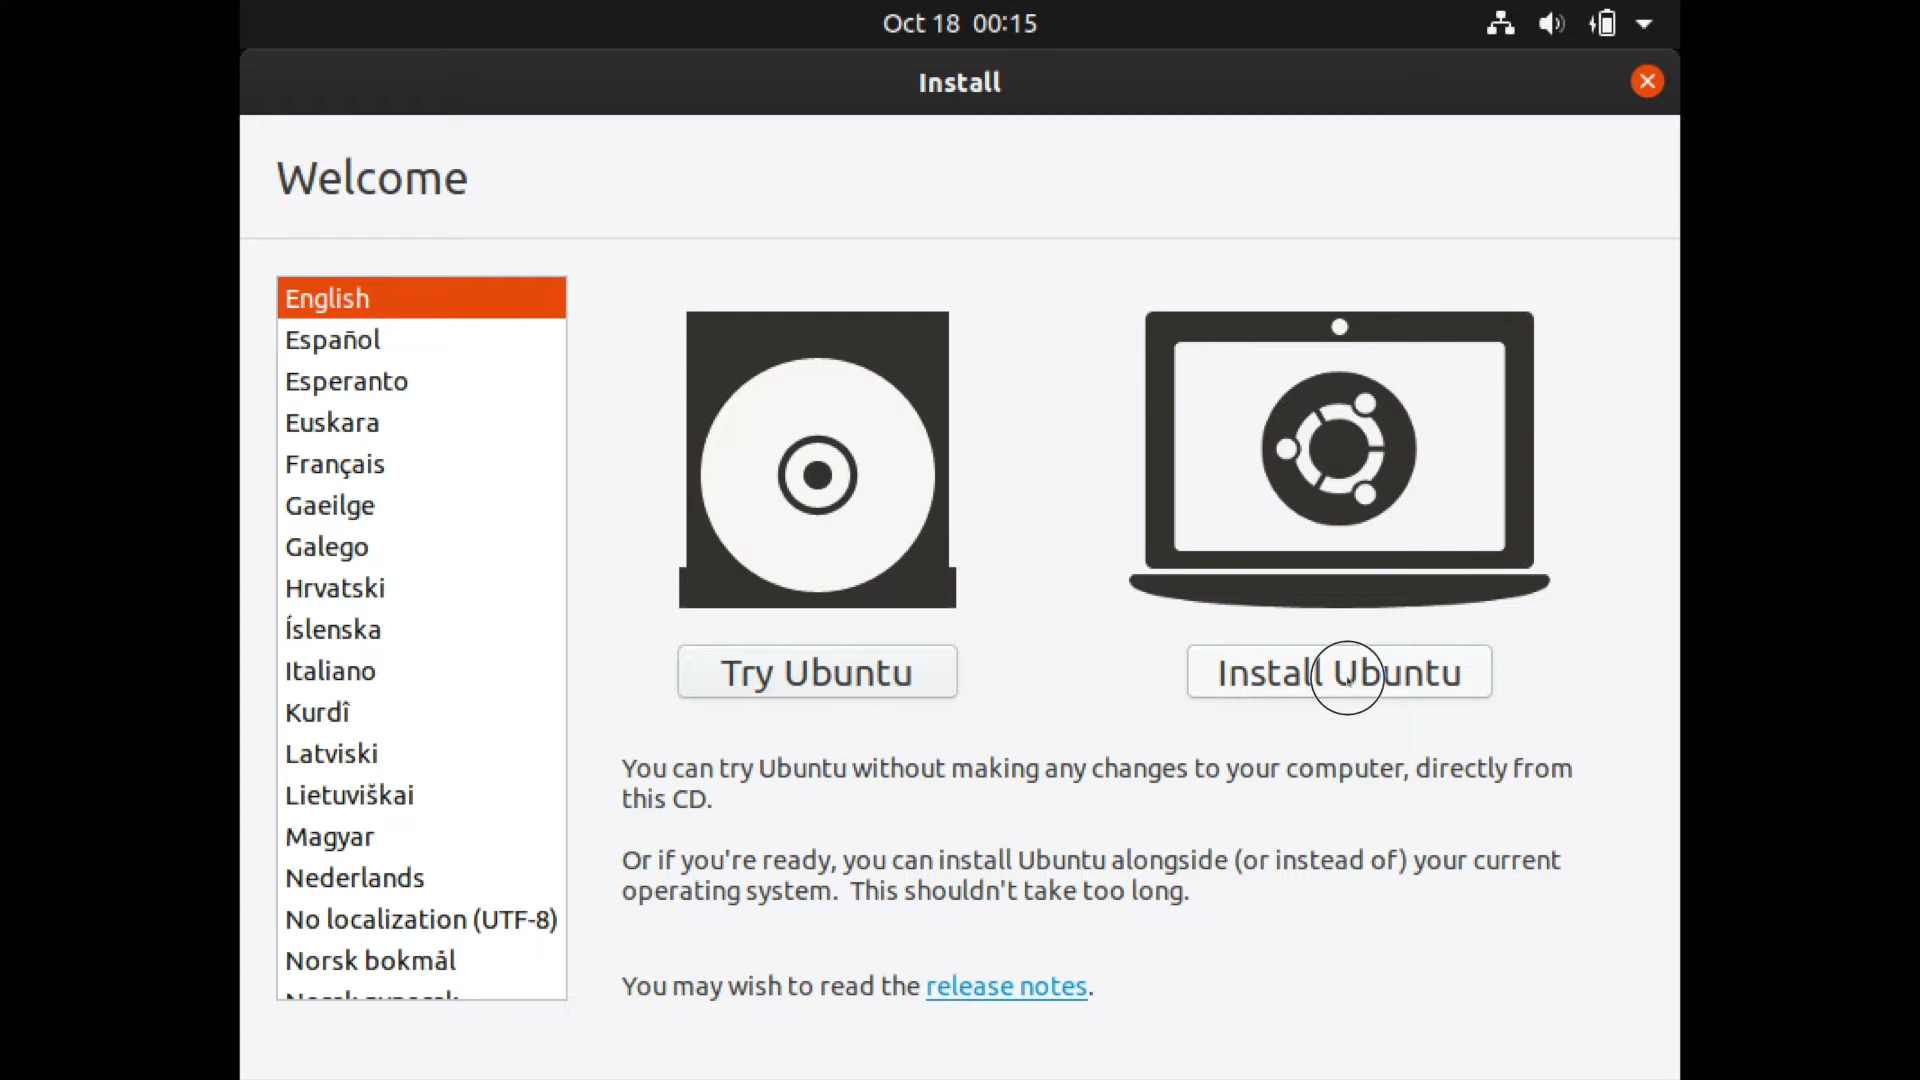 Oct 18 00:15
Install
Welcome
English
Español
Esperanto
Euskara
Français
Gaeilge
Galego
Hrvatski
Íslenska
Italiano
Kurdî
Latviski
Lietuviškai
Magyar
Nederlands
No localization (UTF-8)
Norsk bokmål
Try Ubuntu
Install Ubuntu
You can try Ubuntu without making any changes to your computer, directly from
this CD.
Or if you're ready, you can install Ubuntu alongside (or instead of) your current
operating system. This shouldn't take too long.
You may wish to read the release notes.